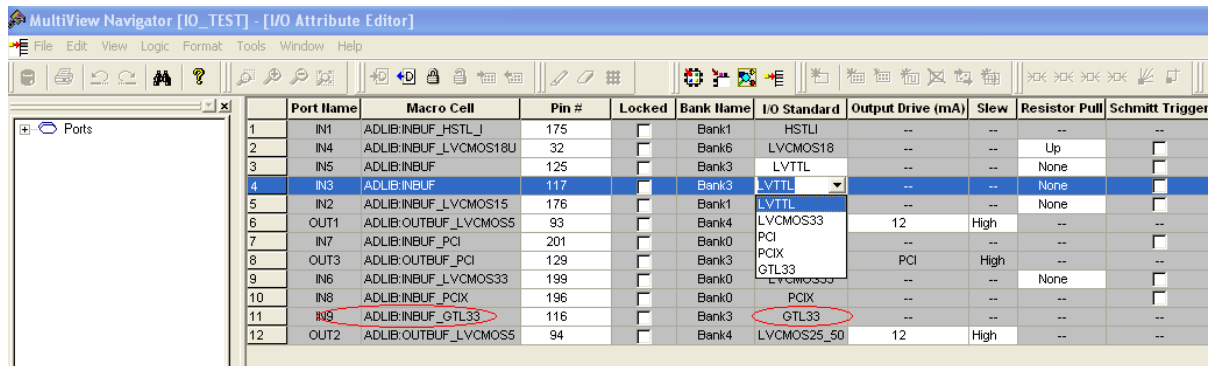 MultiView Navigator [IO_TEST] - [I/O Attribute Editor]
File Edit View Logic Format Tools Window Help
Ports
Port Name Macro Cell Pin # Locked Bank Name I/O Standard Output Drive (mA) Slew Resistor Pull Schmitt Trigger
1 IN1 ADLIB:INBUF_HSTL_I 175 Bank1 HSTLI -- -- -- --
2 IN4 ADLIB:INBUF_LVCMOS18U 32 Bank6 LVCMOS18 -- -- Up
3 IN5 ADLIB:INBUF 125 Bank3 LVTTL -- -- None
4 IN3 ADLIB:INBUF 117 Bank3 LVTTL -- -- None
5 IN2 ADLIB:INBUF_LVCMOS15 176 Bank1 LVTTL -- -- None
6 OUT1 ADLIB:OUTBUF_LVCMOS5 93 Bank4 LVCMOS33 12 High -- --
7 IN7 ADLIB:INBUF_PCI 201 Bank0 PCI -- -- --
8 OUT3 ADLIB:OUTBUF_PCI 129 Bank3 PCIX PCI High -- --
9 IN6 ADLIB:INBUF_LVCMOS33 199 Bank0 GTL33 LVCMOS33 -- -- None
10 IN8 ADLIB:INBUF_PCIX 196 Bank0 PCIX -- -- --
11 IN9 ADLIB:INBUF_GTL33 116 Bank3 GTL33 -- -- -- --
12 OUT2 ADLIB:OUTBUF_LVCMOS5 94 Bank4 LVCMOS25_50 12 High -- --